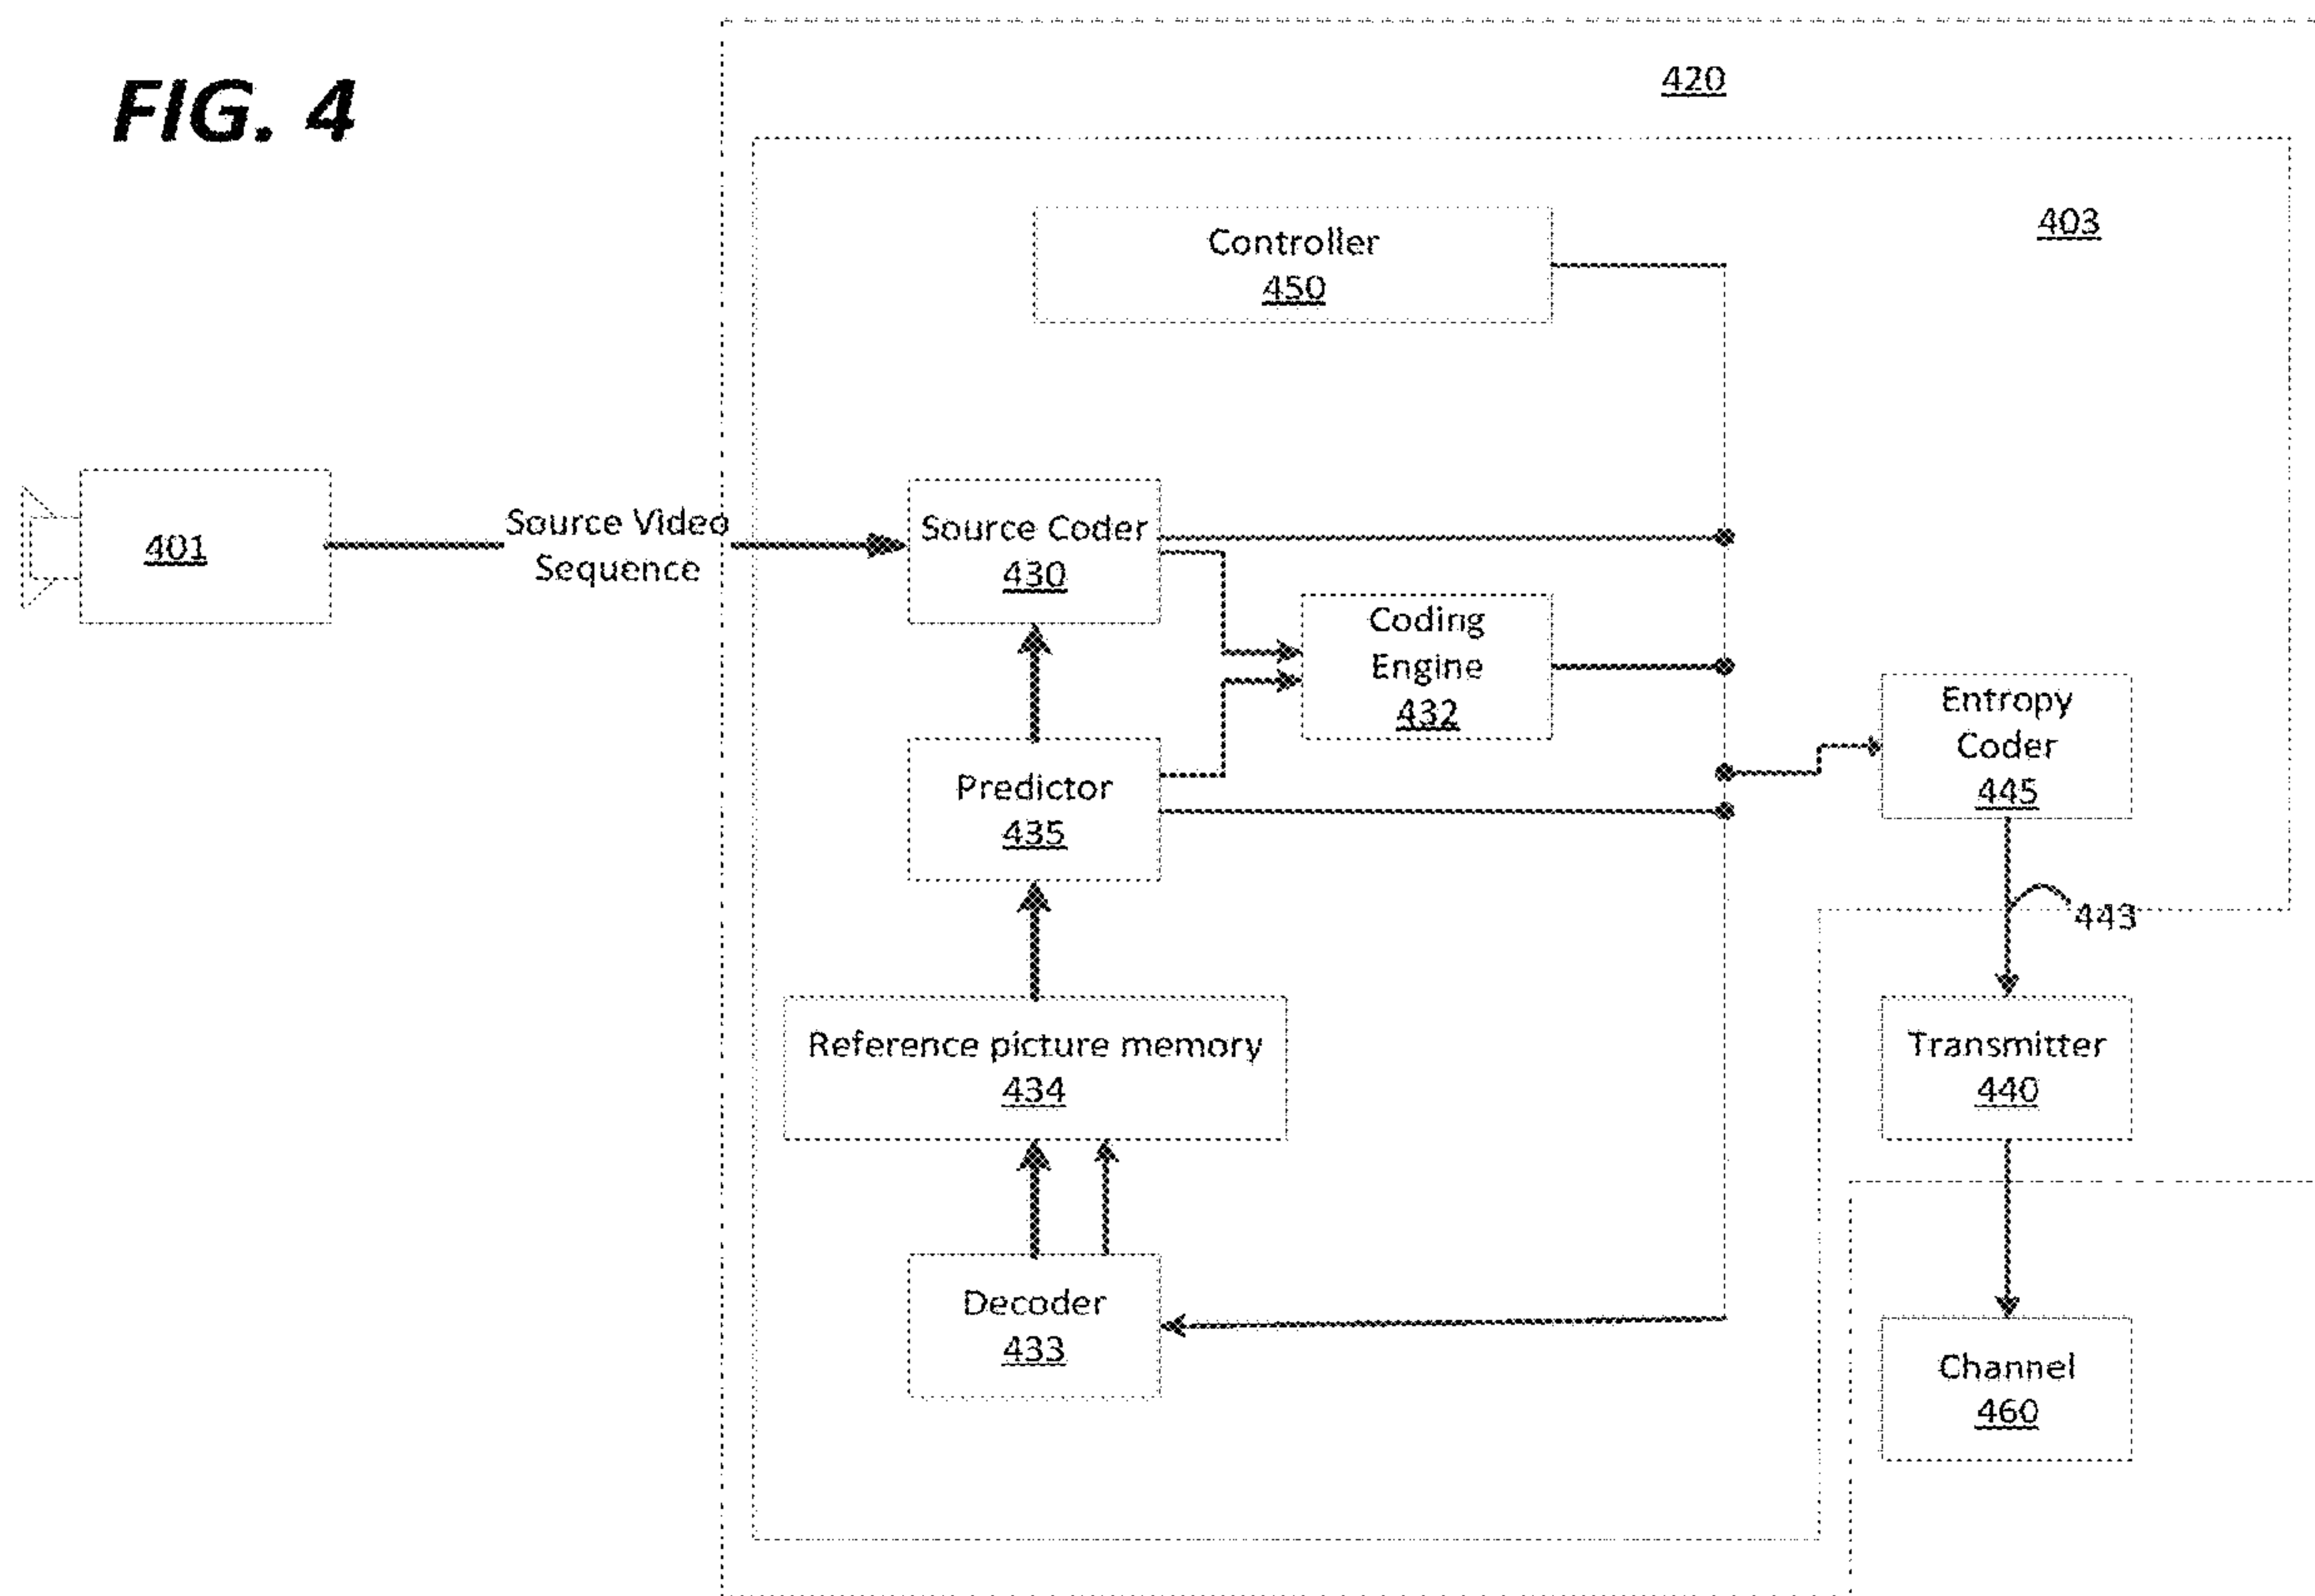 FIG. 4
420
403
Controller
450
401
Source Video
Sequence
Source Coder
430
Coding
Engine
432
Entropy
Coder
445
Predictor
435
443
Reference picture memory
434
Transmitter
440
Decoder
433
Channel
460